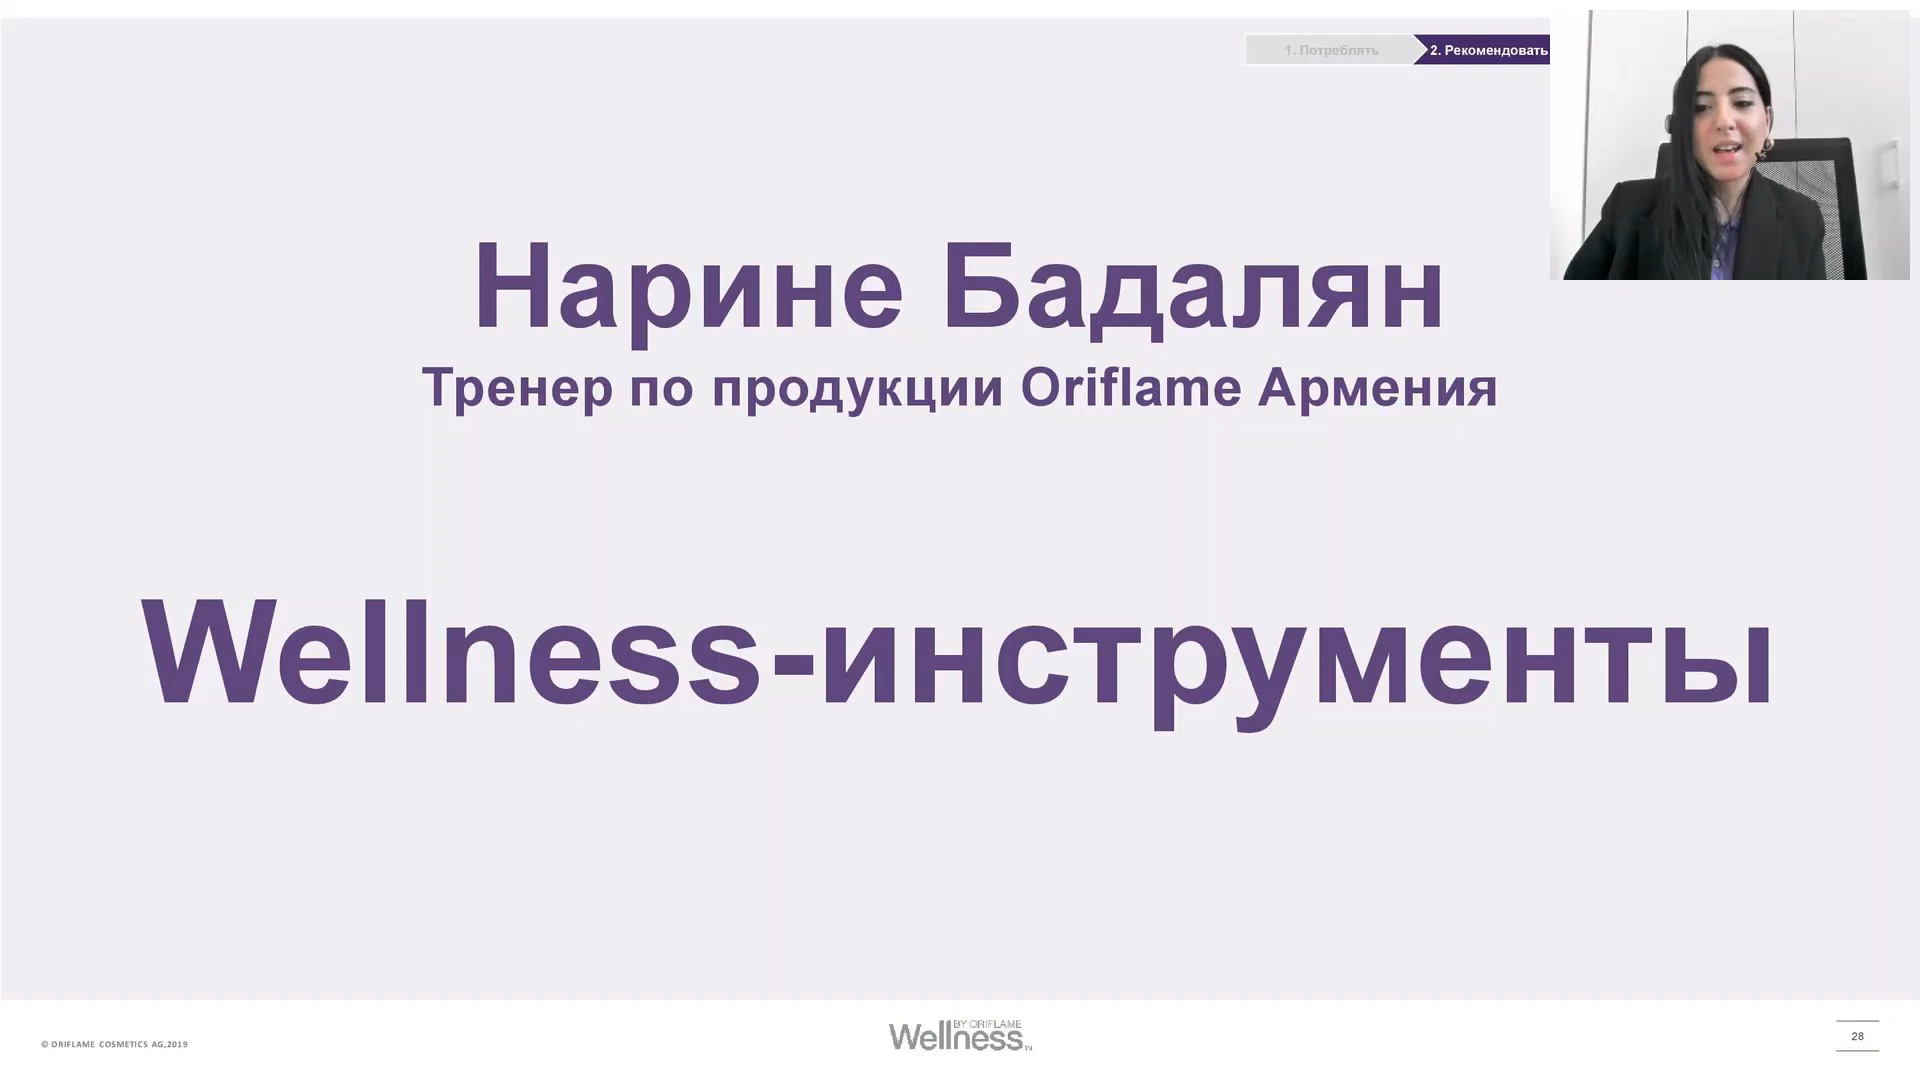 1. Потреблять
2. Рекомендовать
Нарине Бадалян
Тренер по продукции Oriflame Армения
Wellness-инструменты
© ORIFLAME COSMETICS AG,2019
BY ORIFLAME
Wellness™
28